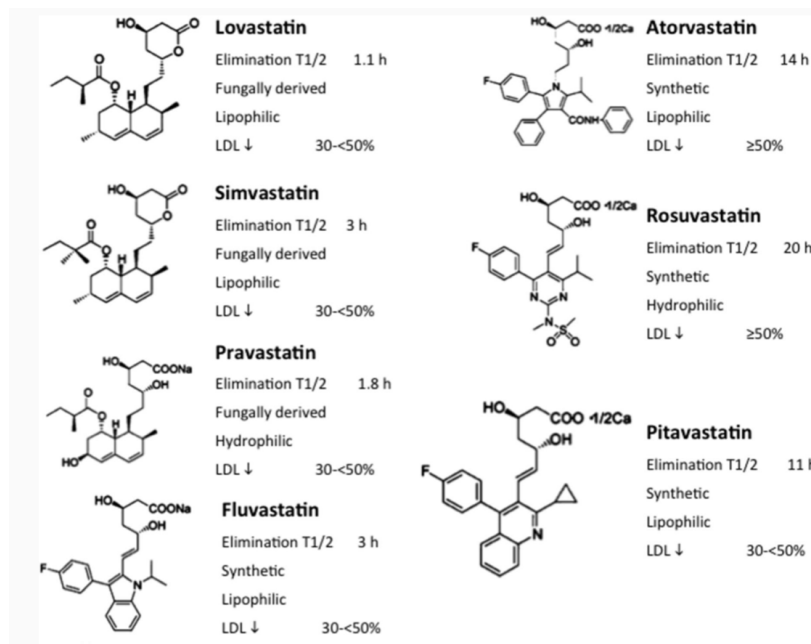 Lovastatin
Elimination T1/2 1.1 h
Fungally derived
Lipophilic
LDL ↓ 30-<50%
HO
O
O
O
O
H
Simvastatin
Elimination T1/2 3 h
Fungally derived
Lipophilic
LDL ↓ 30-<50%
HO
O
O
O
O
H
Pravastatin
Elimination T1/2 1.8 h
Fungally derived
Hydrophilic
LDL ↓ 30-<50%
HO
COONa
OH
O
O
H
HO
Fluvastatin
Elimination T1/2 3 h
Synthetic
Lipophilic
LDL ↓ 30-<50%
HO
COONa
OH
F
N
Atorvastatin
Elimination T1/2 14 h
Synthetic
Lipophilic
LDL ↓ ≥50%
HO
COO ·1/2Ca
OH
F
N
CONH
Rosuvastatin
Elimination T1/2 20 h
Synthetic
Hydrophilic
LDL ↓ ≥50%
HO
COO ·1/2Ca
OH
F
N N
N S
O O
Pitavastatin
Elimination T1/2 11 h
Synthetic
Lipophilic
LDL ↓ 30-<50%
HO
COO ·1/2Ca
OH
F
N